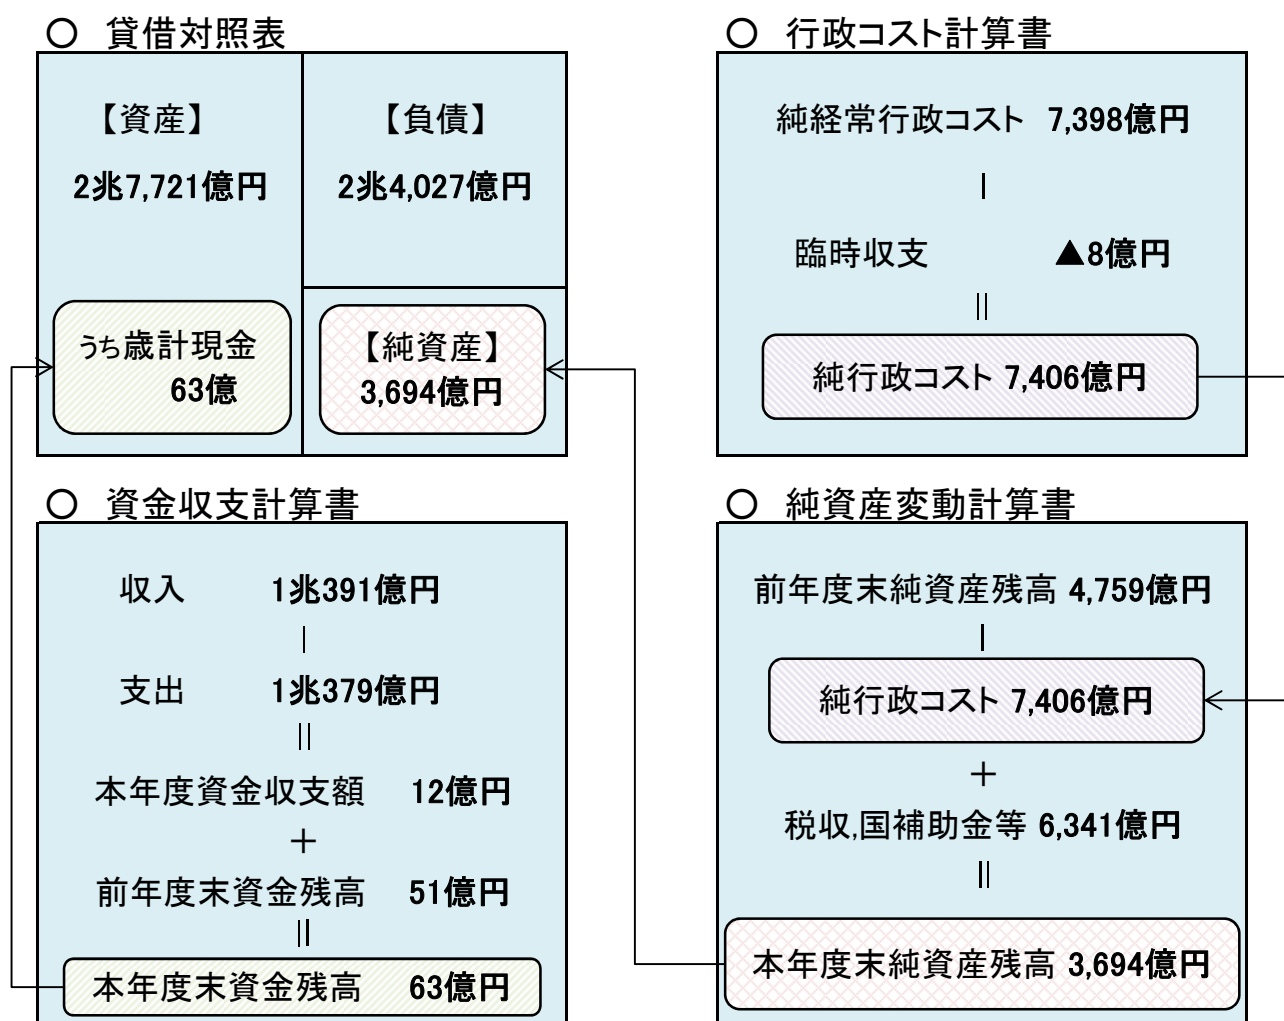 ○ 貸借対照表
【資産】
2兆7,721億円
【負債】
2兆4,027億円
うち歳計現金
63億
【純資産】
3,694億円
○ 行政コスト計算書
純経常行政コスト 7,398億円
－
臨時収支 ▲8億円
＝
純行政コスト 7,406億円
○ 資金収支計算書
収入 1兆391億円
－
支出 1兆379億円
＝
本年度資金収支額 12億円
＋
前年度末資金残高 51億円
＝
本年度末資金残高 63億円
○ 純資産変動計算書
前年度末純資産残高 4,759億円
－
純行政コスト 7,406億円
＋
税収,国補助金等 6,341億円
＝
本年度末純資産残高 3,694億円